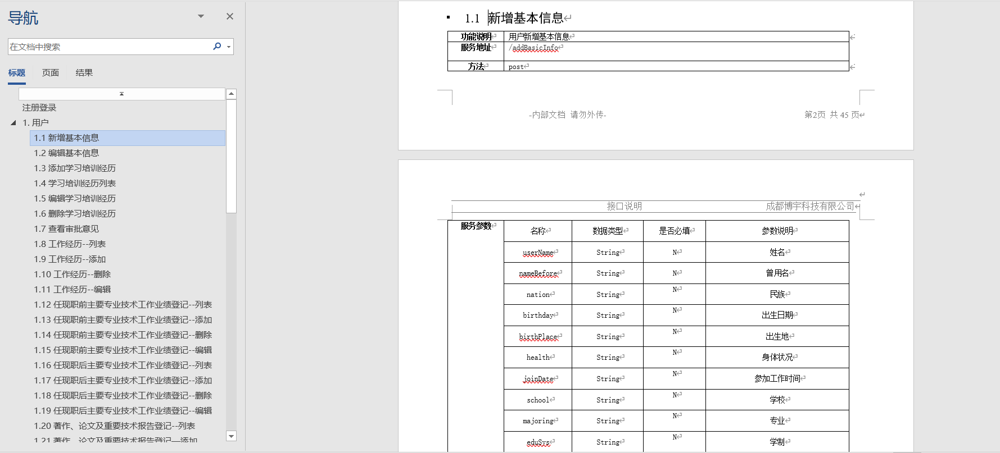 导航
在文档中搜索
标题 页面 结果
注册登录
1. 用户
1.1 新增基本信息
1.2 编辑基本信息
1.3 添加学习培训经历
1.4 学习培训经历列表
1.5 编辑学习培训经历
1.6 删除学习培训经历
1.7 查看审批意见
1.8 工作经历--列表
1.9 工作经历--添加
1.10 工作经历--删除
1.11 工作经历--编辑
1.12 任现职前主要专业技术工作业绩登记--列表
1.13 任现职前主要专业技术工作业绩登记--添加
1.14 任现职前主要专业技术工作业绩登记--删除
1.15 任现职前主要专业技术工作业绩登记--编辑
1.16 任现职后主要专业技术工作业绩登记--列表
1.17 任现职后主要专业技术工作业绩登记--添加
1.18 任现职后主要专业技术工作业绩登记--删除
1.19 任现职后主要专业技术工作业绩登记--编辑
1.20 著作、论文及重要技术报告登记--列表
1.21 著作、论文及重要技术报告登记—添加
1.1 新增基本信息
功能说明 用户新增基本信息
服务地址 /addBasicInfo
方法 post
-内部文档 请勿外传- 第2页 共 45 页
接口说明 成都博宇科技有限公司
服务参数 名称 数据类型 是否必填 参数说明
userName String N 姓名
nameBefore String N 曾用名
nation String N 民族
birthday String N 出生日期
birthPlace String N 出生地
health String N 身体状况
joinDate String N 参加工作时间
school String N 学校
majoring String N 专业
eduSys String N 学制